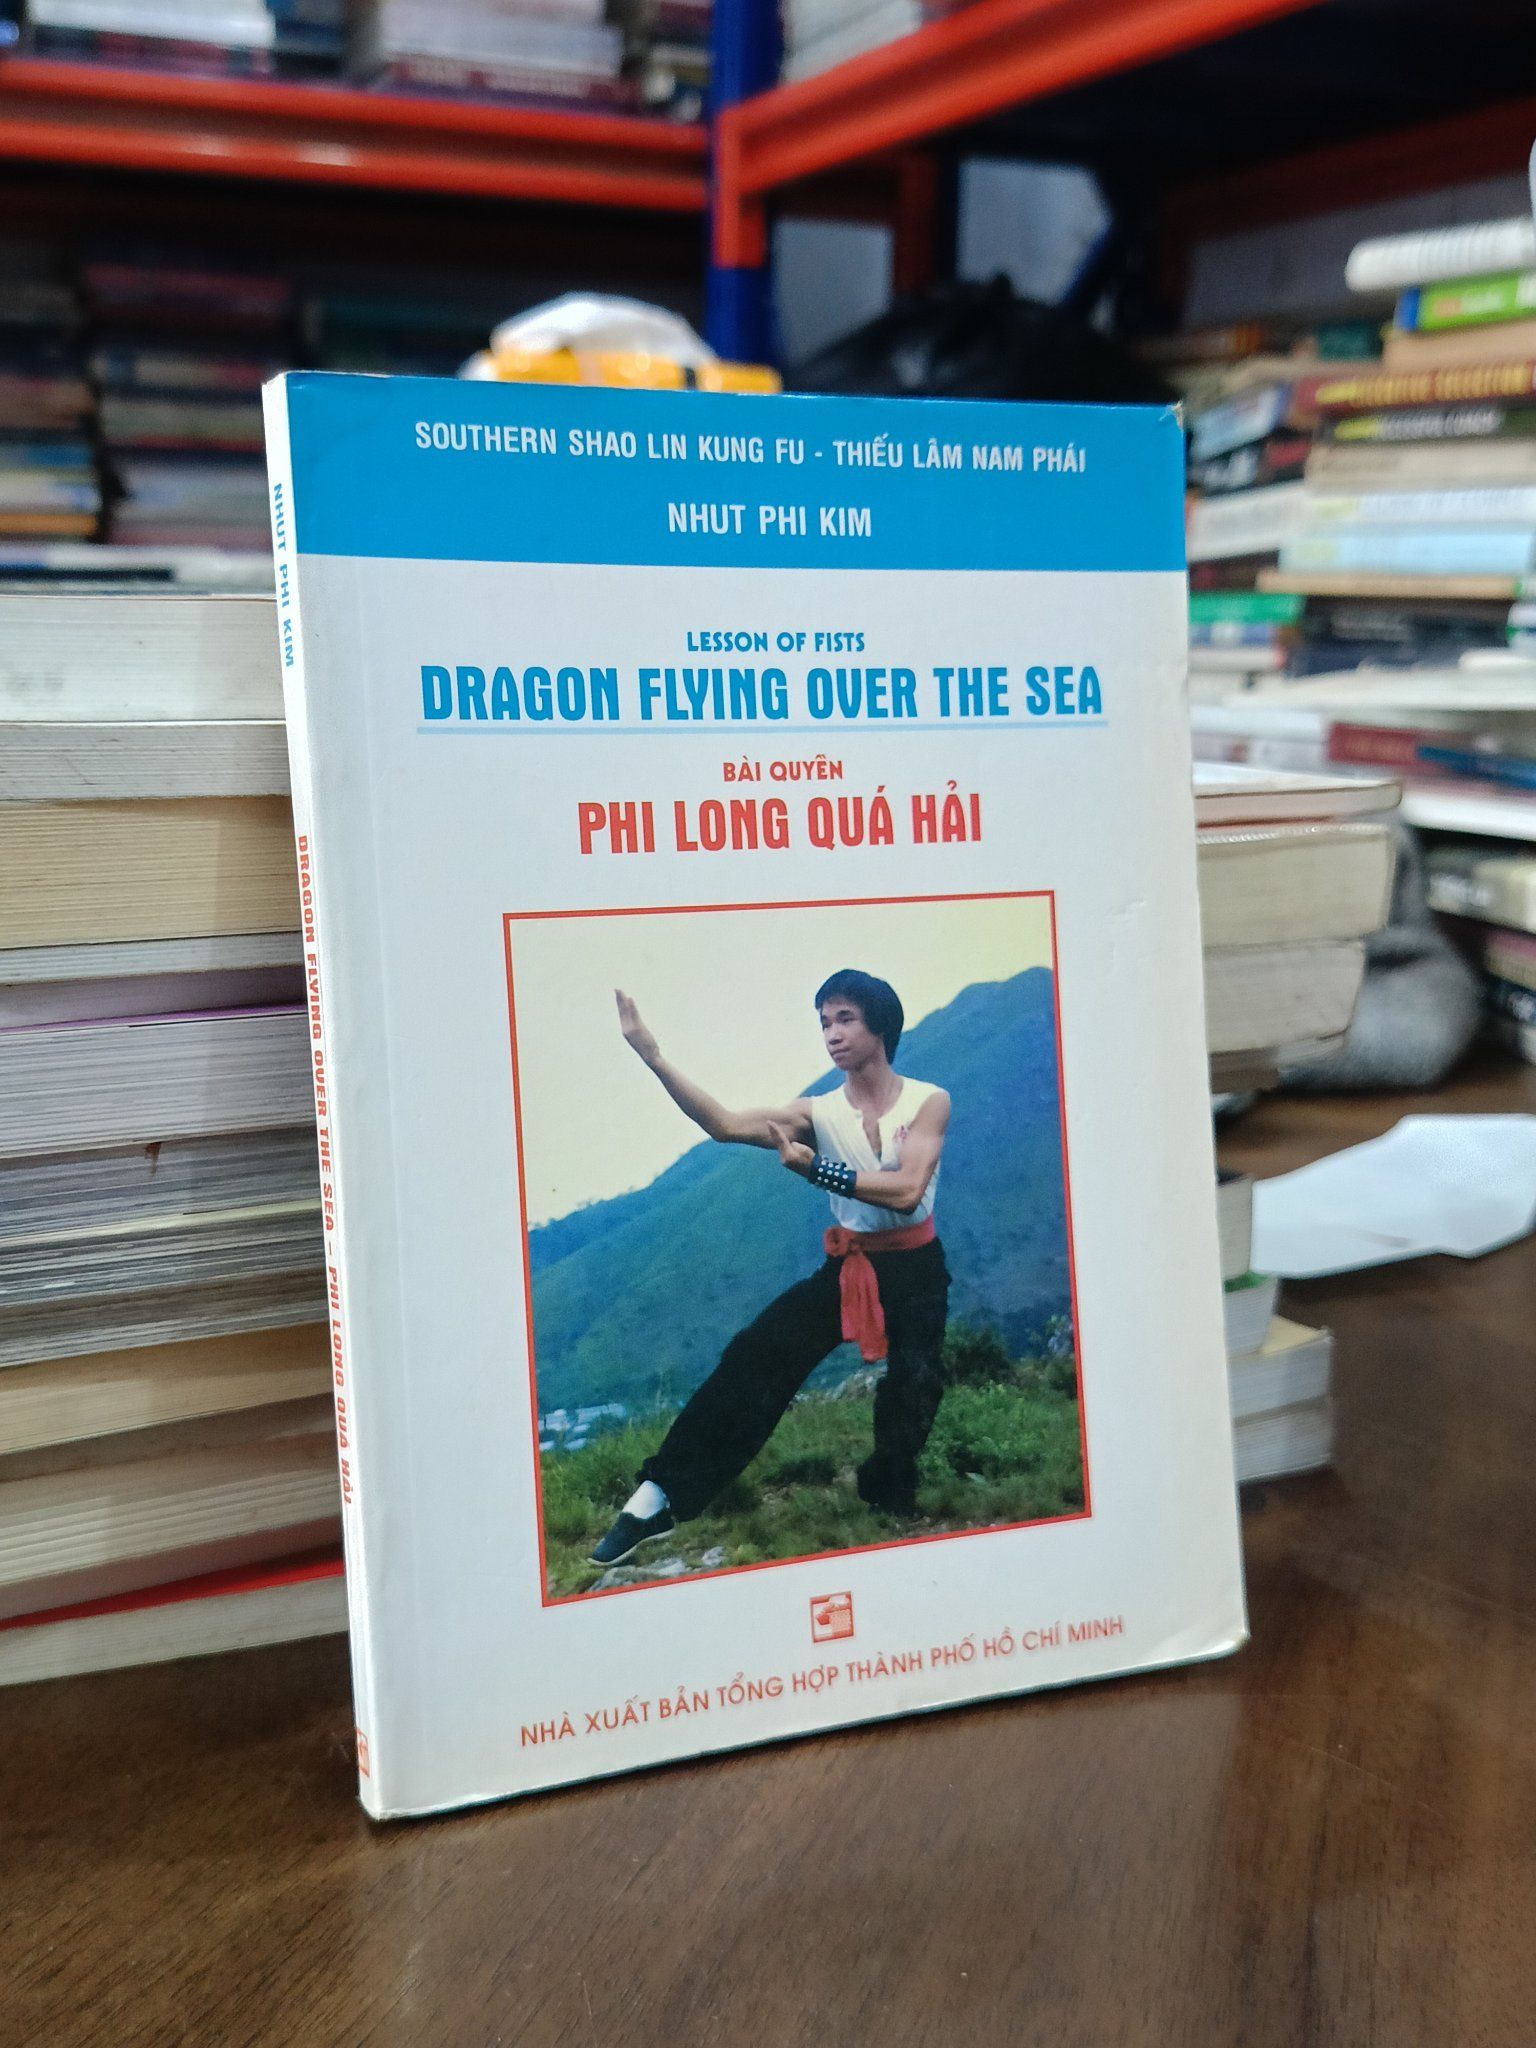 SOUTHERN SHAO LIN KUNG FU - THIẾU LÂM NAM PHÁI
NHUT PHI KIM
LESSON OF FISTS
DRAGON FLYING OVER THE SEA
BÀI QUYỀN
PHI LONG QUÁ HẢI
NHÀ XUẤT BẢN TỔNG HỢP THÀNH PHỐ HỒ CHÍ MINH
NHUT PHI KIM
DRAGON FLYING OVER THE SEA – PHI LONG QUÁ HẢI